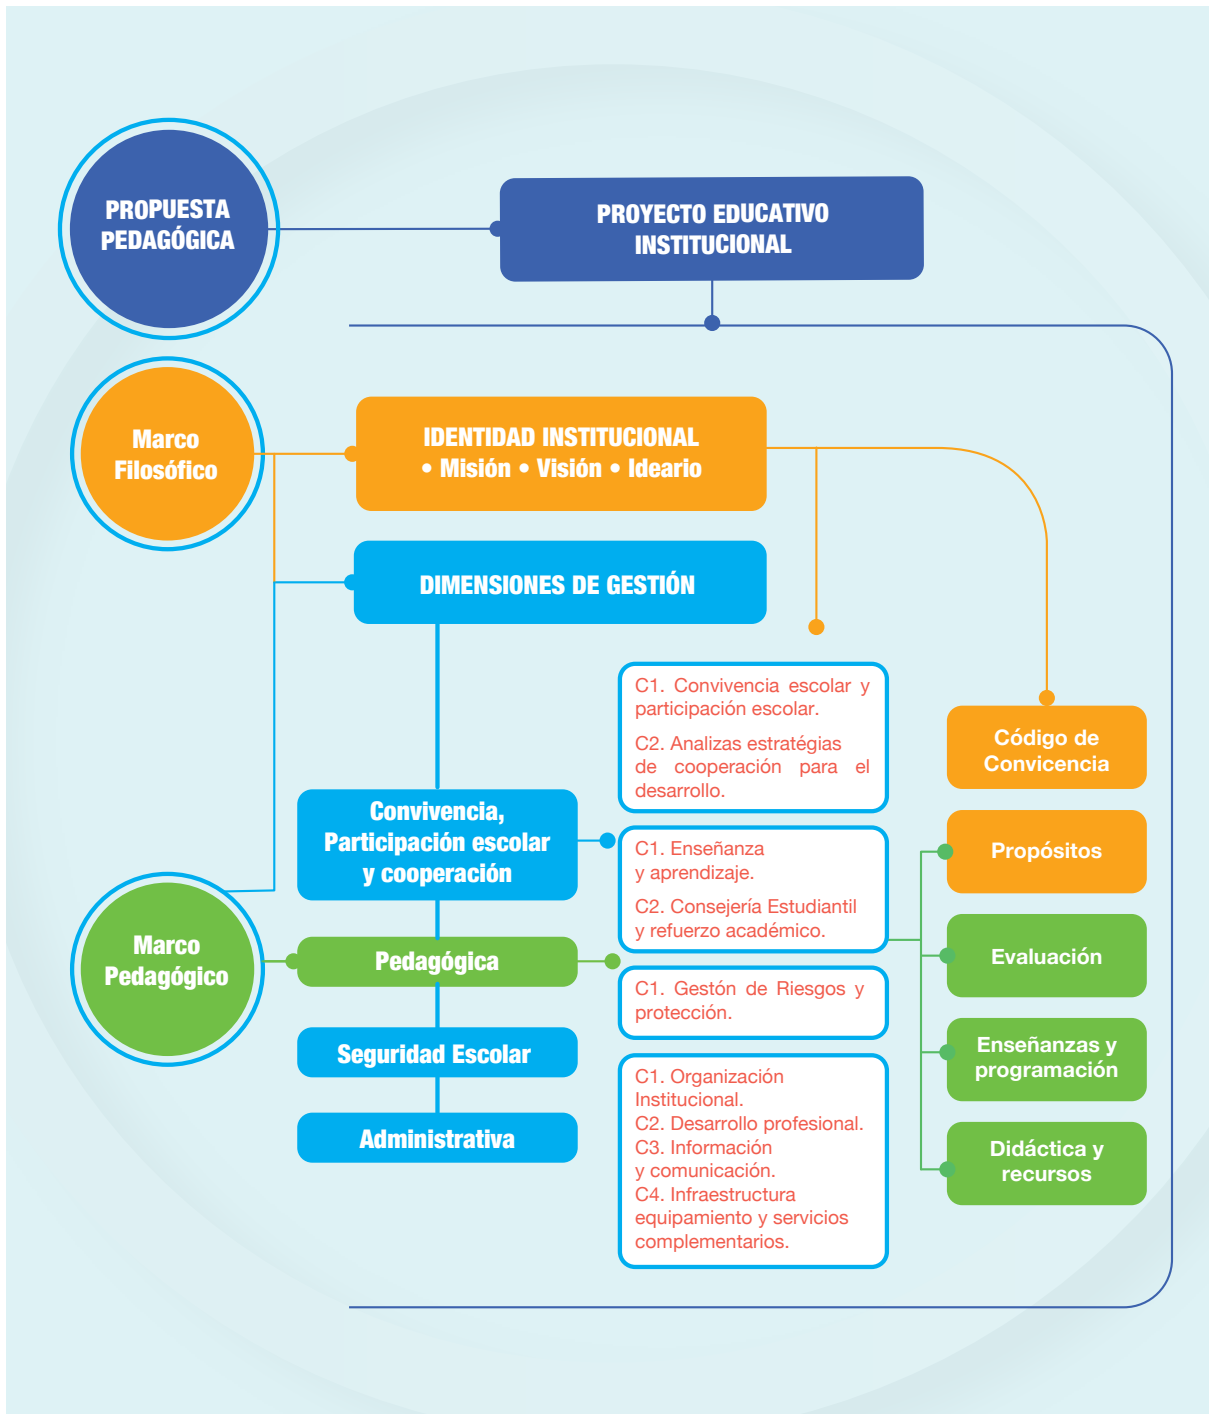 PROPUESTA
PEDAGÓGICA
PROYECTO EDUCATIVO
INSTITUCIONAL
Marco
Filosófico
IDENTIDAD INSTITUCIONAL
• Misión • Visión • Ideario
DIMENSIONES DE GESTIÓN
C1. Convivencia escolar y
participación escolar.
C2. Analizas estratégias
de cooperación para el
desarrollo.
Código de
Convicencia
Convivencia,
Participación escolar
y cooperación
C1. Enseñanza
y aprendizaje.
C2. Consejería Estudiantil
y refuerzo académico.
Propósitos
Marco
Pedagógico
Pedagógica
Evaluación
C1. Gestón de Riesgos y
protección.
Seguridad Escolar
Enseñanzas y
programación
Administrativa
C1. Organización
Institucional.
C2. Desarrollo profesional.
C3. Información
y comunicación.
C4. Infraestructura
equipamiento y servicios
complementarios.
Didáctica y
recursos